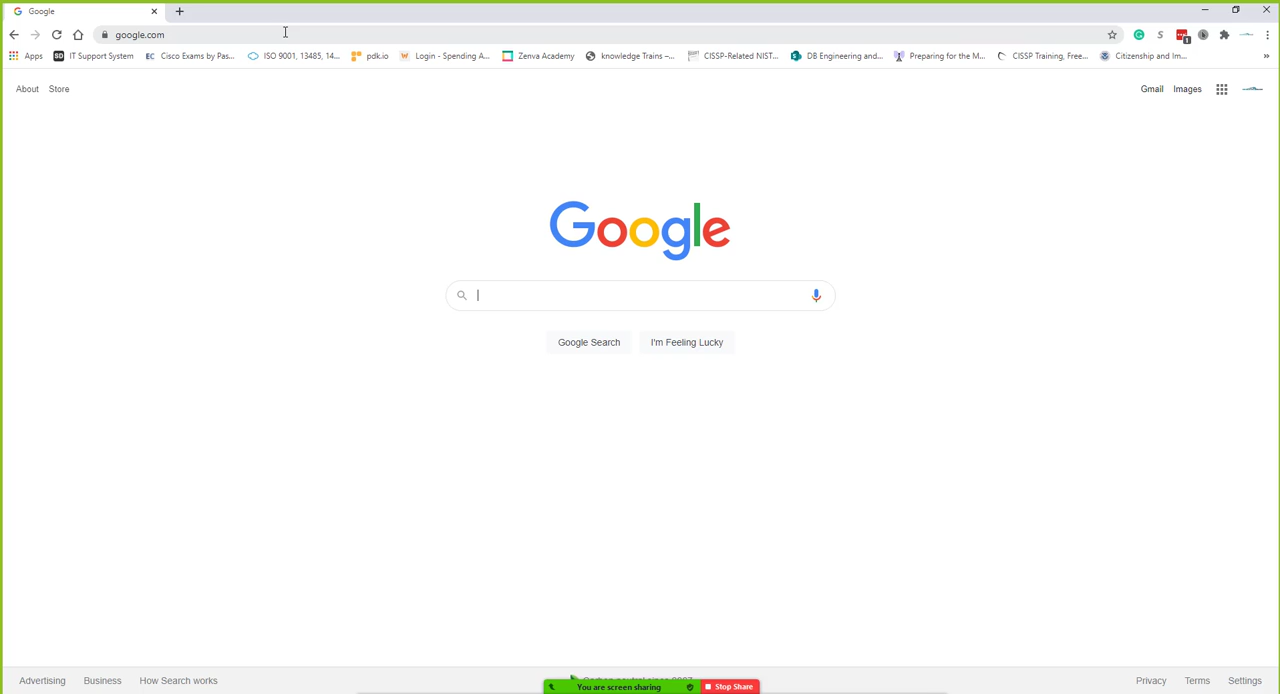 Google
google.com
Apps IT Support System Cisco Exams by Pas... ISO 9001, 13485, 14... pdk.io Login - Spending A... Zenva Academy knowledge Trains –... CISSP-Related NIST... DB Engineering and... Preparing for the M... CISSP Training, Free... Citizenship and Im... »
About Store Gmail Images
Google
Google Search I'm Feeling Lucky
Advertising Business How Search works Privacy Terms Settings
You are screen sharing Stop Share